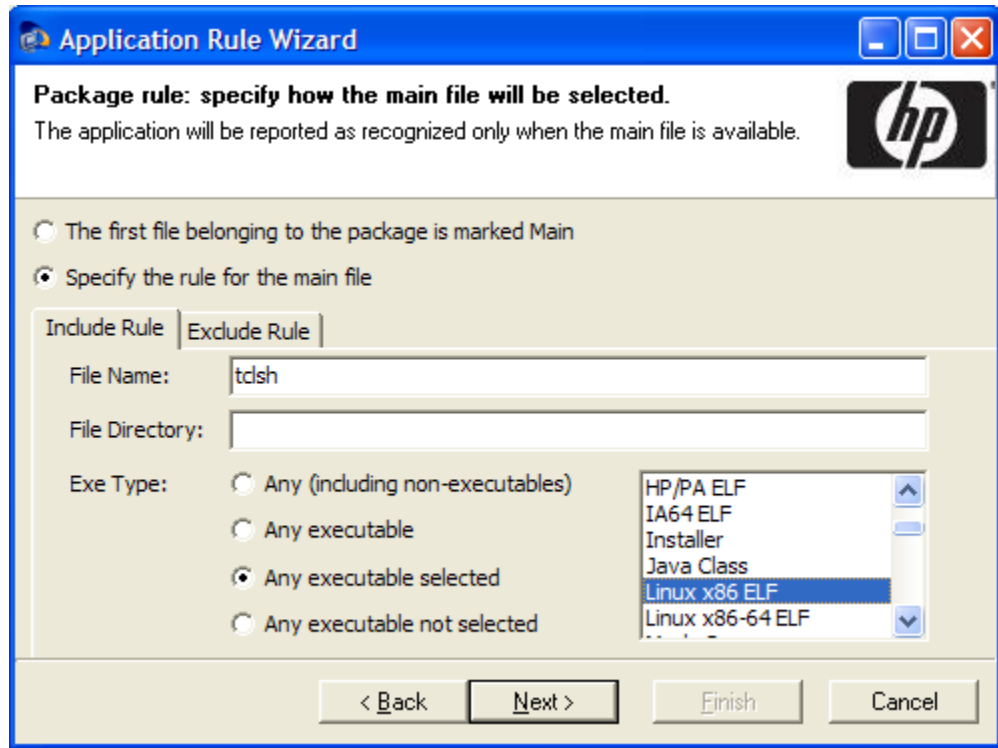 Application Rule Wizard
Package rule: specify how the main file will be selected.
The application will be reported as recognized only when the main file is available.
hp
The first file belonging to the package is marked Main
Specify the rule for the main file
Include Rule
Exclude Rule
File Name:
tclsh
File Directory:
Exe Type:
Any (including non-executables)
Any executable
Any executable selected
Any executable not selected
HP/PA ELF
IA64 ELF
Installer
Java Class
Linux x86 ELF
Linux x86-64 ELF
< Back
Next >
Finish
Cancel